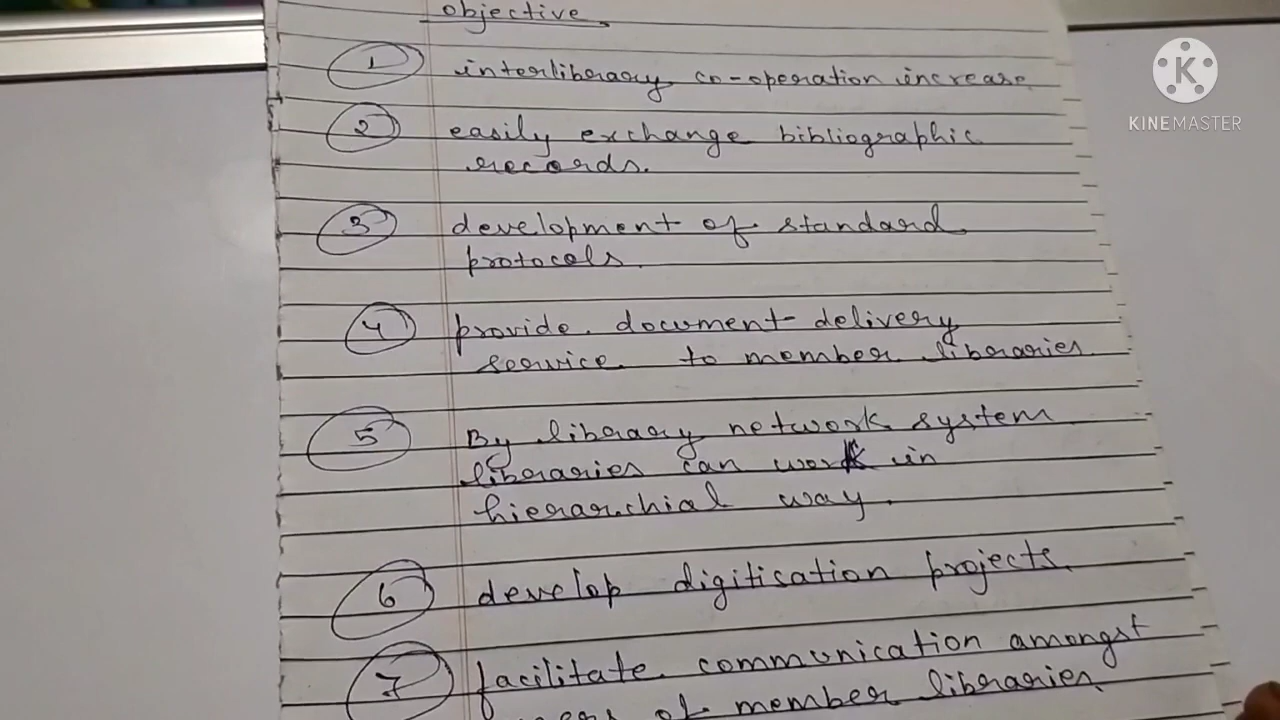 objective.
1 interlibrary co-operation increase.
2 easily exchange bibliographic
records.
3 development of standard
protocols.
4 provide document delivery
service to member libraries.
5 By library network system
libraries can work in
hierarchial way.
6 develop digitisation projects.
7 facilitate communication amongst
of member libraries.
K
KINEMASTER